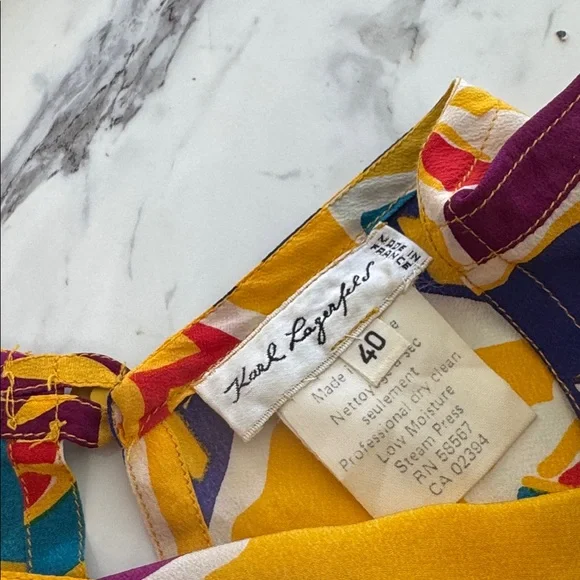 Karl Lagerfeld
MADE IN
FRANCE
40
Made
Nettoyage sec
seulement
Professional dry clean
Low Moisture
Steam Press
RN 58567
CA 02394